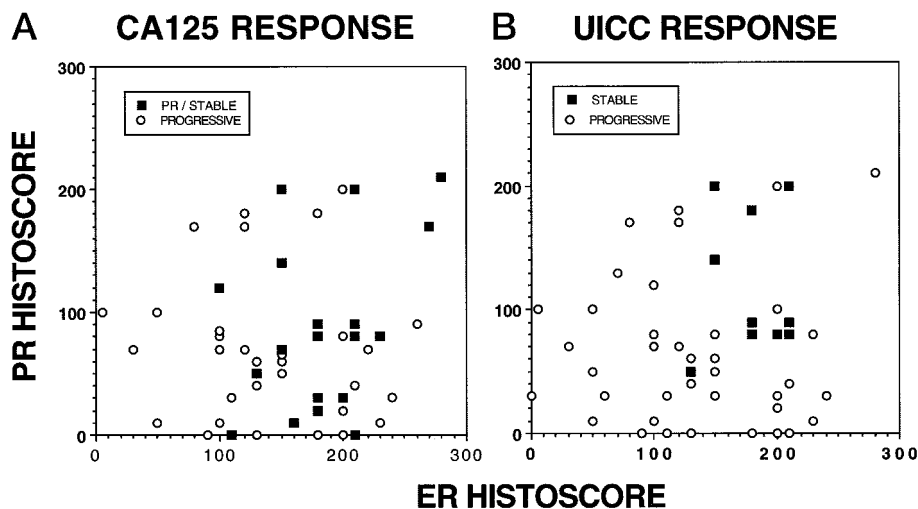 A CA125 RESPONSE
B UICC RESPONSE
PR HISTOSCORE
300
200
100
0
PR / STABLE
PROGRESSIVE
0 100 200 300
300
200
100
0
STABLE
PROGRESSIVE
0 100 200 300
ER HISTOSCORE